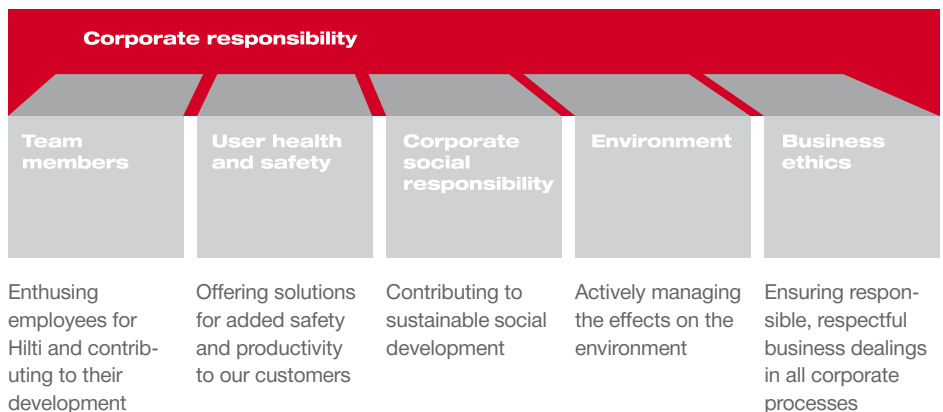 Corporate responsibility
Team
members
User health
and safety
Corporate
social
responsibility
Environment
Business
ethics
Enthusing
employees for
Hilti and contrib-
uting to their
development
Offering solutions
for added safety
and productivity
to our customers
Contributing to
sustainable social
development
Actively managing
the effects on the
environment
Ensuring respon-
sible, respectful
business dealings
in all corporate
processes